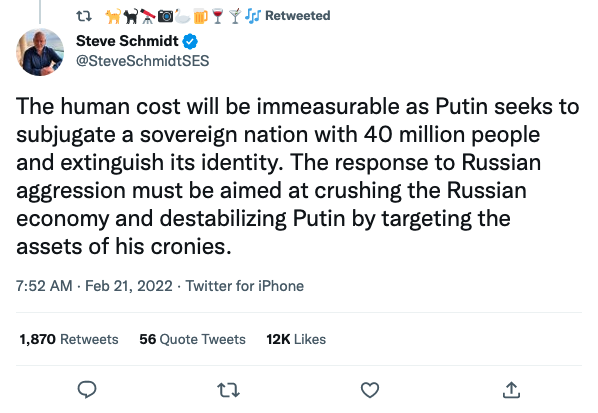 🐈🐈‍⬛🔭📷🦢🍺🍷🍸🎶 Retweeted
Steve Schmidt
@SteveSchmidtSES
The human cost will be immeasurable as Putin seeks to
subjugate a sovereign nation with 40 million people
and extinguish its identity. The response to Russian
aggression must be aimed at crushing the Russian
economy and destabilizing Putin by targeting the
assets of his cronies.
7:52 AM · Feb 21, 2022 · Twitter for iPhone
1,870 Retweets 56 Quote Tweets 12K Likes